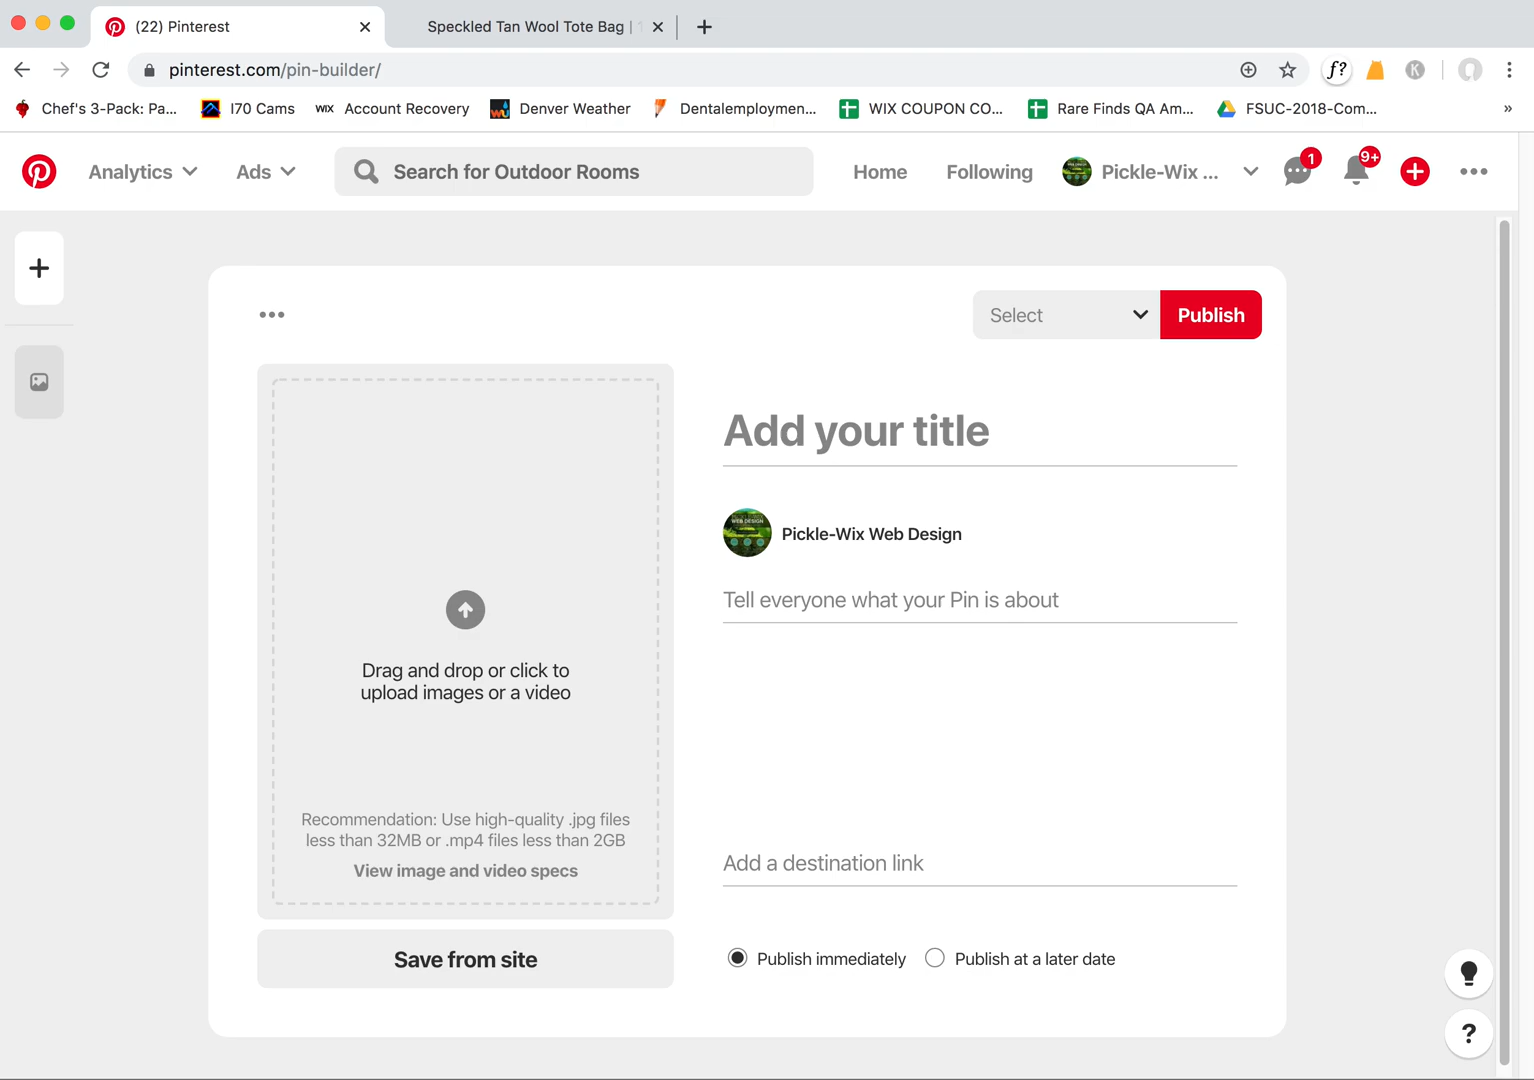 (22) Pinterest
Speckled Tan Wool Tote Bag |
pinterest.com/pin-builder/
f?
K
Chef's 3-Pack: Pa...
I70 Cams
WIX Account Recovery
Denver Weather
Dentalemploymen...
WIX COUPON CO...
Rare Finds QA Am...
FSUC-2018-Com...
»
Analytics
Ads
Search for Outdoor Rooms
Home
Following
Pickle-Wix ...
1
9+
Select
Publish
Add your title
WEB DESIGN
Pickle-Wix Web Design
Tell everyone what your Pin is about
Drag and drop or click to
upload images or a video
Recommendation: Use high-quality .jpg files
less than 32MB or .mp4 files less than 2GB
View image and video specs
Add a destination link
Save from site
Publish immediately
Publish at a later date
?